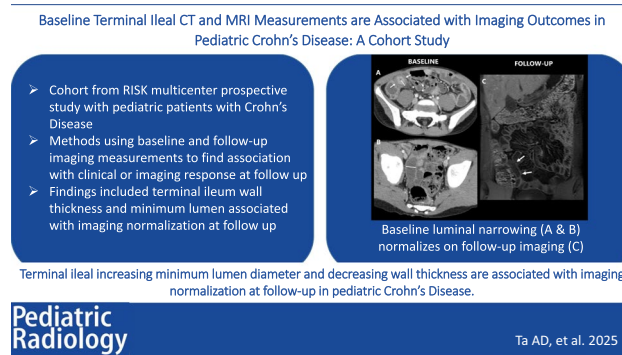 Baseline Terminal Ileal CT and MRI Measurements are Associated with Imaging Outcomes in
Pediatric Crohn's Disease: A Cohort Study
➢ Cohort from RISK multicenter prospective
study with pediatric patients with Crohn's
Disease
➢ Methods using baseline and follow-up
imaging measurements to find association
with clinical or imaging response at follow up
➢ Findings included terminal ileum wall
thickness and minimum lumen associated
with imaging normalization at follow up
BASELINE
FOLLOW-UP
A
B
C
Baseline luminal narrowing (A & B)
normalizes on follow-up imaging (C)
Terminal ileal increasing minimum lumen diameter and decreasing wall thickness are associated with imaging
normalization at follow-up in pediatric Crohn's Disease.
Pediatric
Radiology
Ta AD, et al. 2025